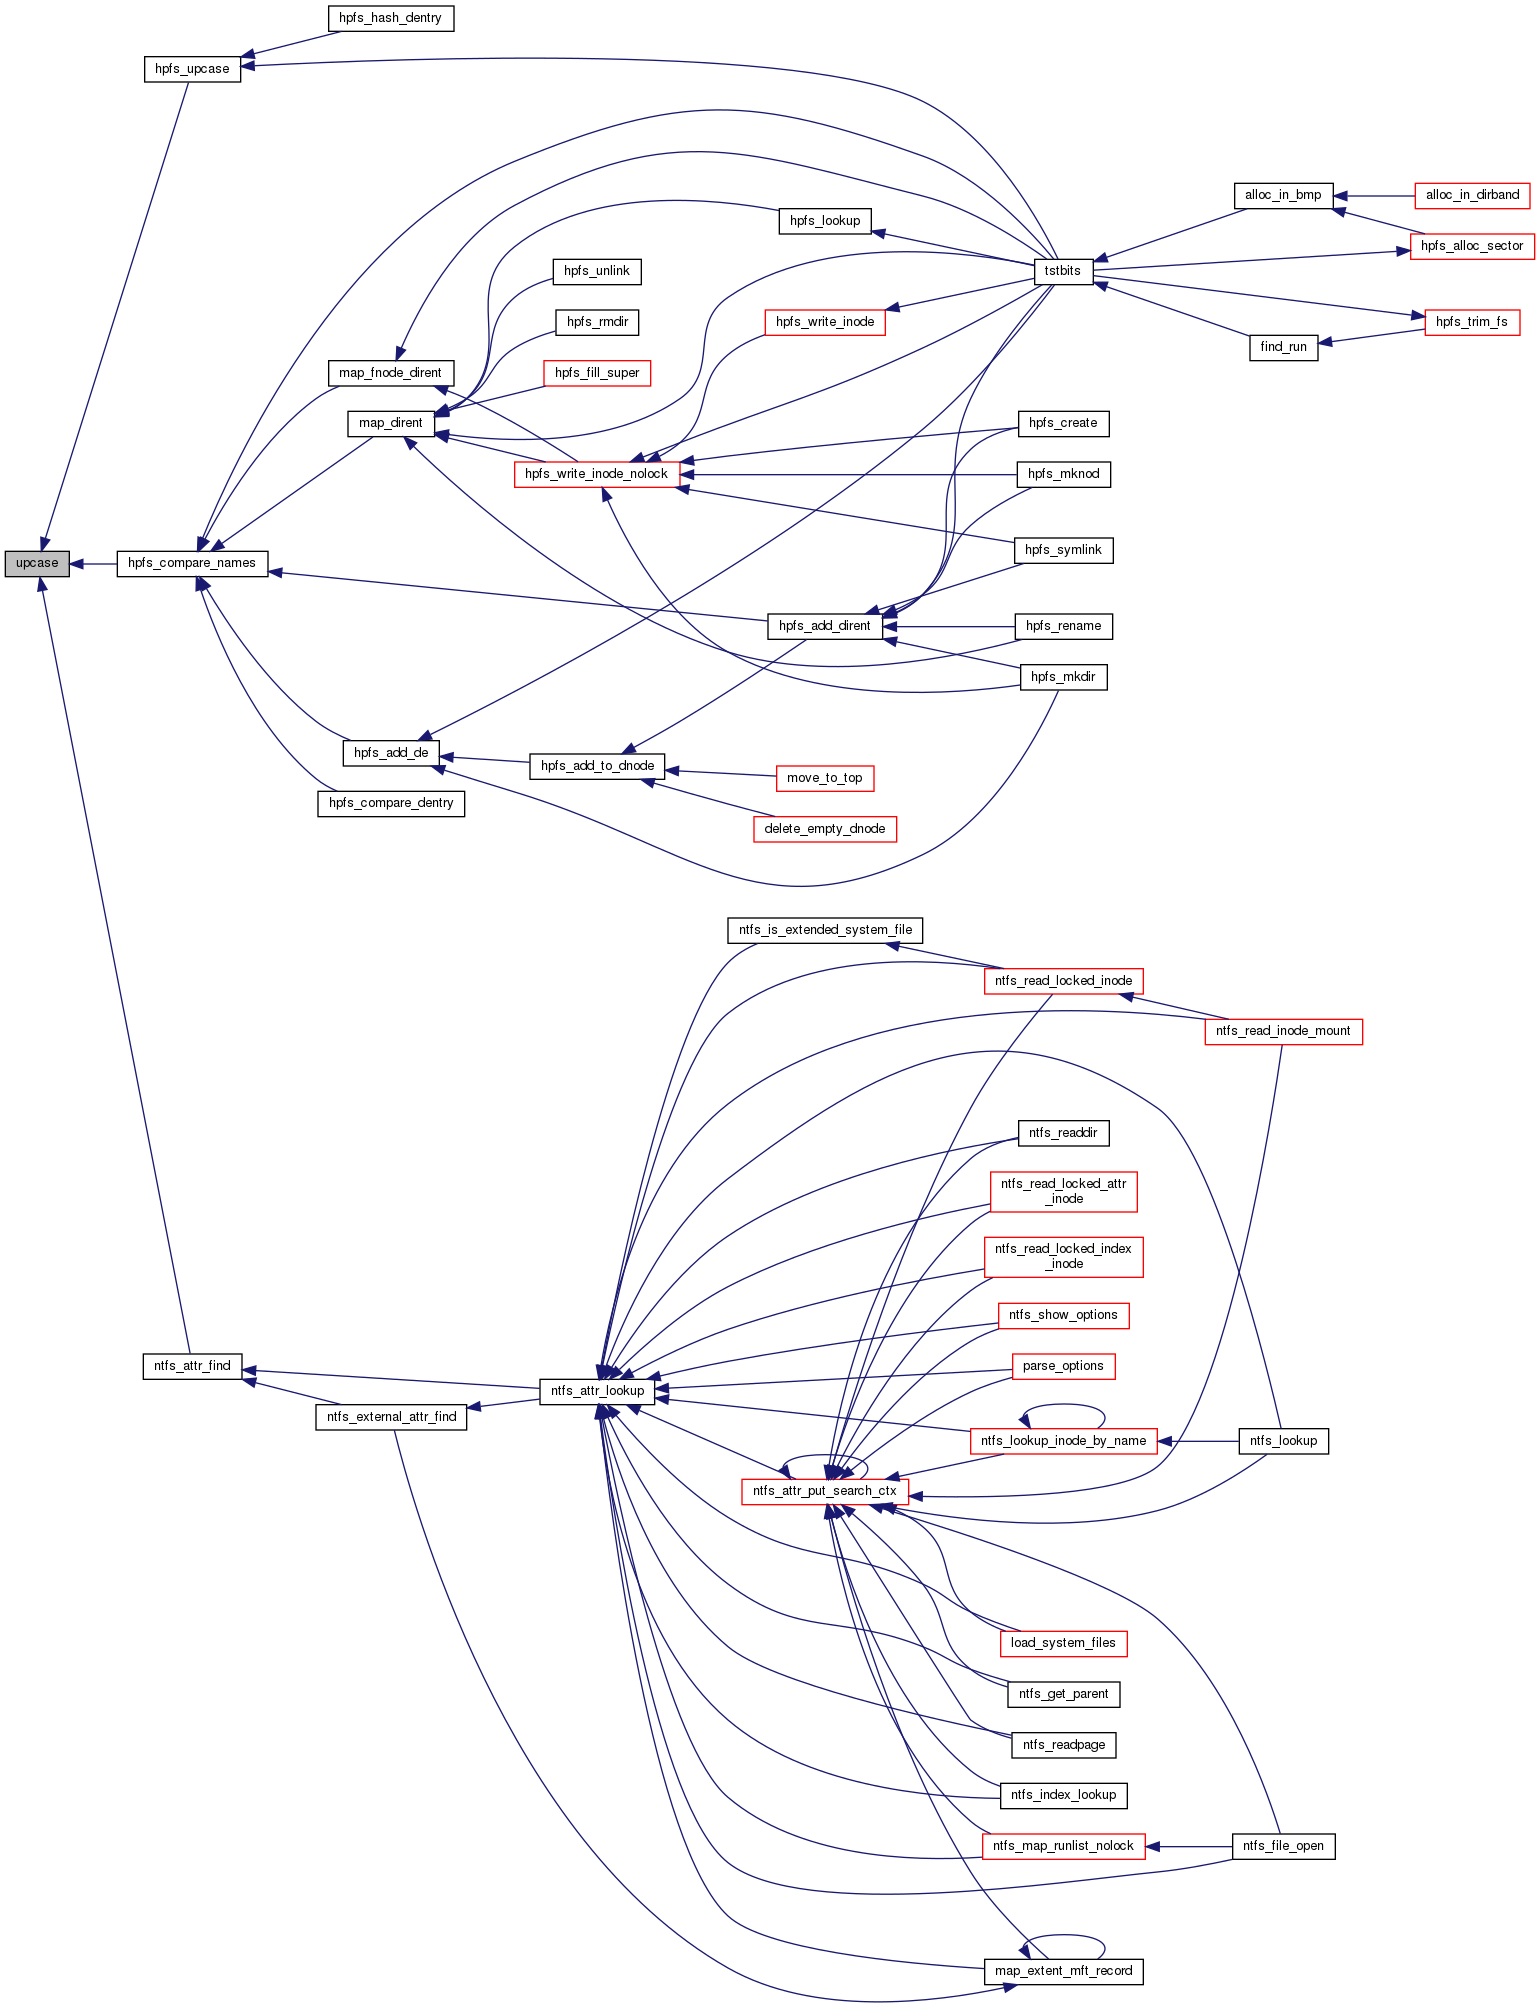 hpfs_hash_dentry
hpfs_upcase
alloc_in_bmp
alloc_in_dirband
hpfs_lookup
hpfs_alloc_sector
hpfs_unlink
tstbits
hpfs_rmdir
hpfs_write_inode
hpfs_trim_fs
find_run
map_fnode_dirent
hpfs_fill_super
map_dirent
hpfs_create
hpfs_write_inode_nolock
hpfs_mknod
upcase
hpfs_compare_names
hpfs_symlink
hpfs_add_dirent
hpfs_rename
hpfs_mkdir
hpfs_add_de
hpfs_add_to_dnode
move_to_top
hpfs_compare_dentry
delete_empty_dnode
ntfs_is_extended_system_file
ntfs_read_locked_inode
ntfs_read_inode_mount
ntfs_readdir
ntfs_read_locked_attr
_inode
ntfs_read_locked_index
_inode
ntfs_show_options
ntfs_attr_find
parse_options
ntfs_attr_lookup
ntfs_external_attr_find
ntfs_lookup_inode_by_name
ntfs_lookup
ntfs_attr_put_search_ctx
load_system_files
ntfs_get_parent
ntfs_readpage
ntfs_index_lookup
ntfs_map_runlist_nolock
ntfs_file_open
map_extent_mft_record